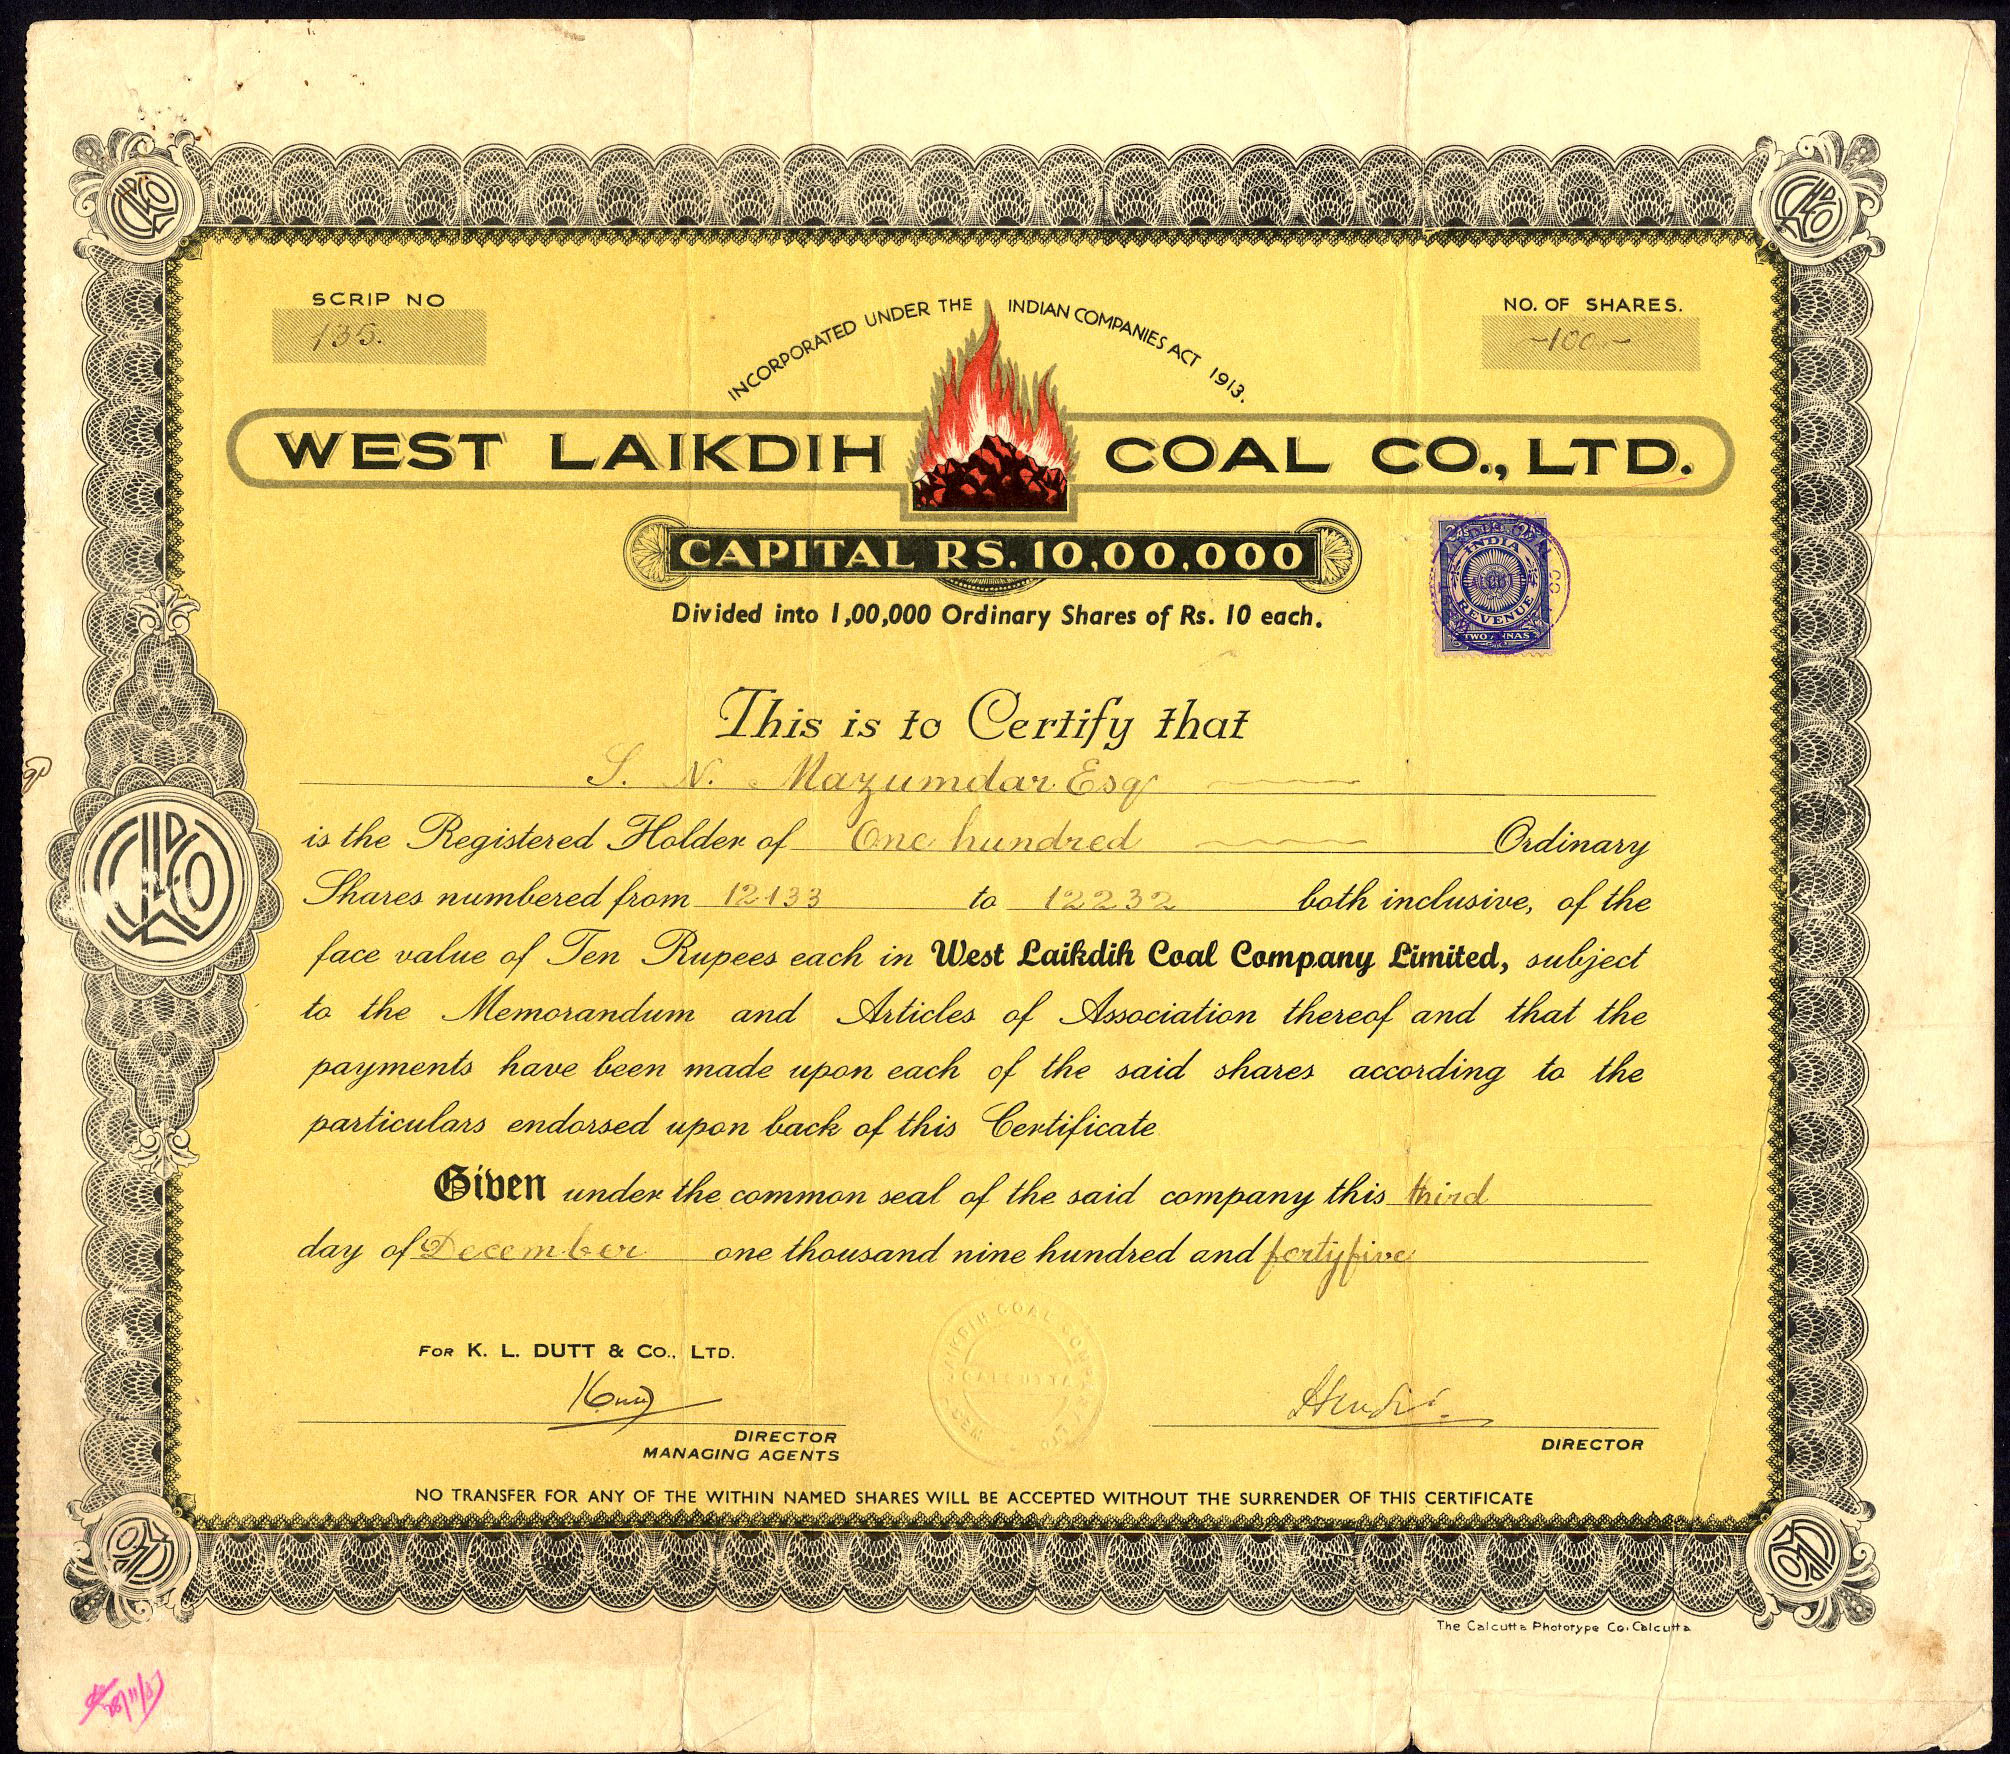 SCRIP NO
135.
NO. OF SHARES.
~100~
INCORPORATED UNDER THE INDIAN COMPANIES ACT 1913.
WEST LAIKDIH COAL CO., LTD.
CAPITAL RS. 10,00,000
Divided into 1,00,000 Ordinary Shares of Rs. 10 each.
INDIA
REVENUE
TWO ANNAS
This is to Certify that
S. N. Mazumdar Esq
is the Registered Holder of One hundred Ordinary
Shares numbered from 12133 to 12232 both inclusive, of the
face value of Ten Rupees each in West Laikdih Coal Company Limited, subject
to the Memorandum and Articles of Association thereof and that the
payments have been made upon each of the said shares according to the
particulars endorsed upon back of this Certificate
Given under the common seal of the said company this third
day of December one thousand nine hundred and fortyfive
FOR K. L. DUTT & CO., LTD.
DIRECTOR
MANAGING AGENTS
CALCUTTA
DIRECTOR
NO TRANSFER FOR ANY OF THE WITHIN NAMED SHARES WILL BE ACCEPTED WITHOUT THE SURRENDER OF THIS CERTIFICATE
The Calcutta Phototype Co. Calcutta